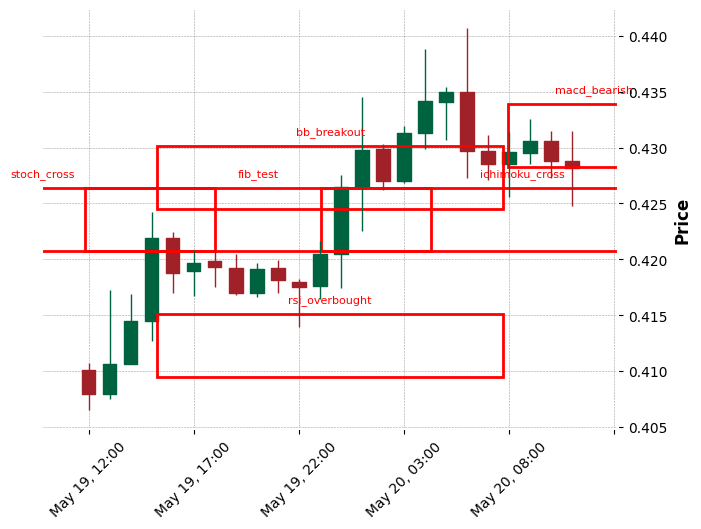 0.440
macd_bearish
0.435
bb_breakout
0.430
stoch_cross
fib_test
ichimoku_cross
0.425
Price
0.420
rsi_overbought
0.415
0.410
0.405
May 19, 12:00
May 19, 17:00
May 19, 22:00
May 20, 03:00
May 20, 08:00